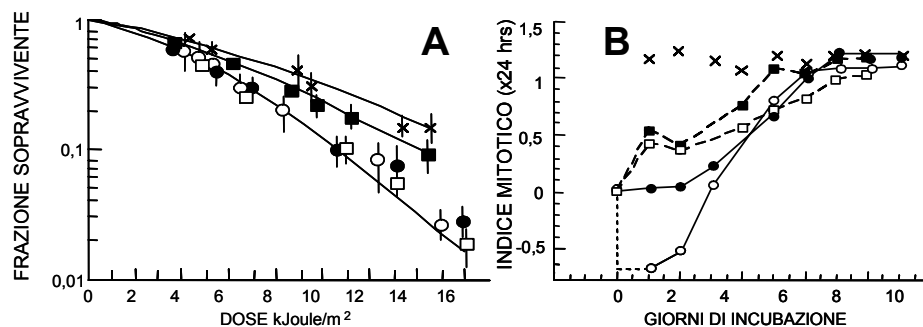 A
B
FRAZIONE SOPRAVVIVENTE
1
0,1
0,01
0 2 4 6 8 10 12 14 16
DOSE kJoule/m²
INDICE MITOTICO (x24 hrs)
1,5
1
0,5
0
-0,5
0 2 4 6 8 10
GIORNI DI INCUBAZIONE